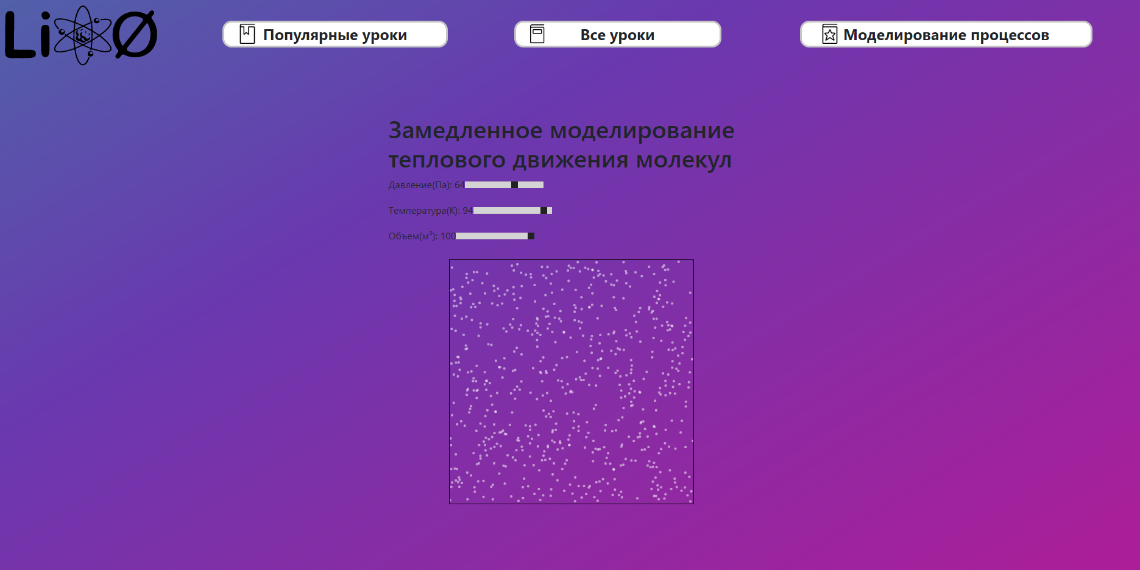 LiЮØ
Популярные уроки
Все уроки
Моделирование процессов
Замедленное моделирование
теплового движения молекул
Давление(Па): 64
Температура(К): 94
Объем(м³): 100